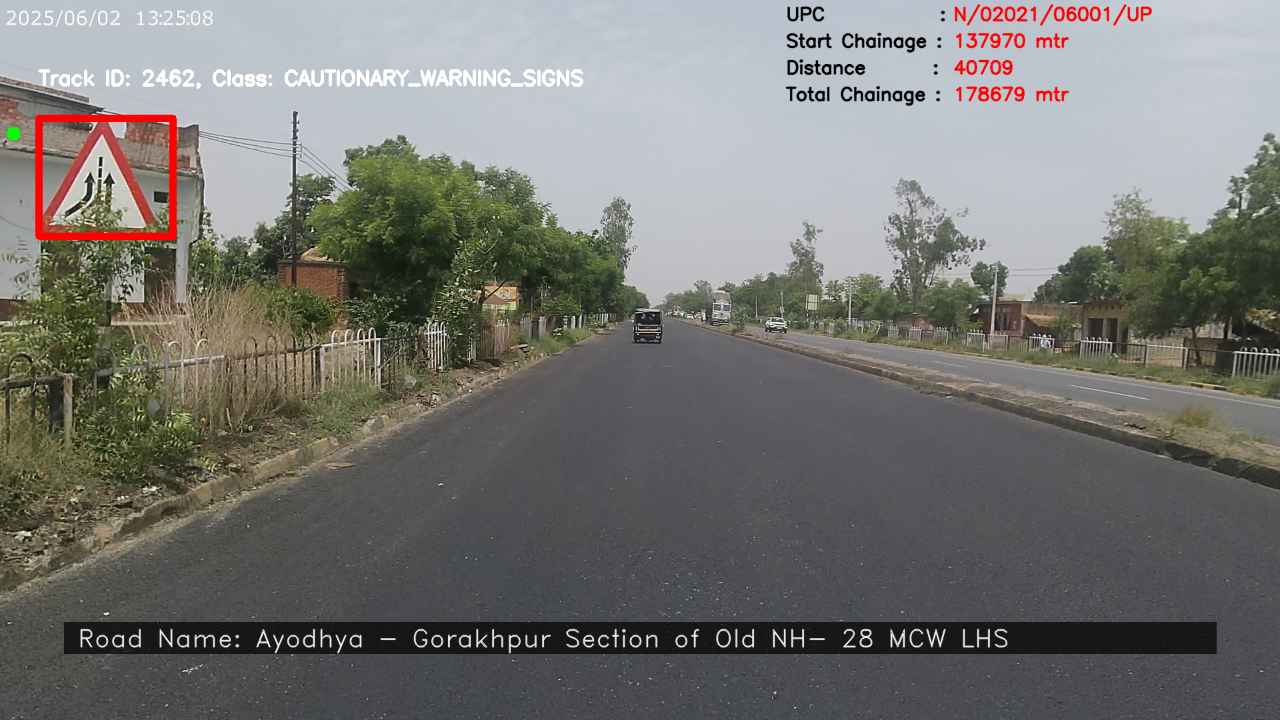 2025/06/02 13:25:08
UPC : N/02021/06001/UP
Start Chainage : 137970 mtr
Distance : 40709
Total Chainage : 178679 mtr
Track ID: 2462, Class: CAUTIONARY_WARNING_SIGNS
Road Name: Ayodhya - Gorakhpur Section of Old NH- 28 MCW LHS